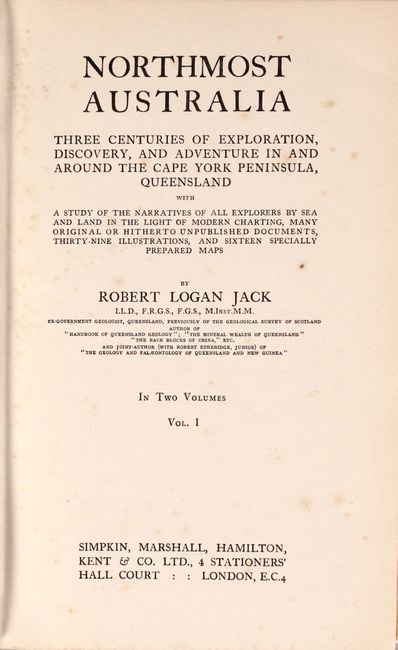 NORTHMOST
AUSTRALIA
THREE CENTURIES OF EXPLORATION,
DISCOVERY, AND ADVENTURE IN AND
AROUND THE CAPE YORK PENINSULA,
QUEENSLAND
WITH
A STUDY OF THE NARRATIVES OF ALL EXPLORERS BY SEA
AND LAND IN THE LIGHT OF MODERN CHARTING, MANY
ORIGINAL OR HITHERTO UNPUBLISHED DOCUMENTS,
THIRTY-NINE ILLUSTRATIONS, AND SIXTEEN SPECIALLY
PREPARED MAPS
BY
ROBERT LOGAN JACK
LL.D., F.R.G.S., F.G.S., M.INST.M.M.
EX-GOVERNMENT GEOLOGIST, QUEENSLAND, PREVIOUSLY OF THE GEOLOGICAL SURVEY OF SCOTLAND
AUTHOR OF
"HANDBOOK OF QUEENSLAND GEOLOGY"; "THE MINERAL WEALTH OF QUEENSLAND"
"THE BACK BLOCKS OF CHINA," ETC.
AND JOINT-AUTHOR (WITH ROBERT ETHERIDGE, JUNIOR) OF
"THE GEOLOGY AND PALÆONTOLOGY OF QUEENSLAND AND NEW GUINEA"
IN TWO VOLUMES
VOL. I
SIMPKIN, MARSHALL, HAMILTON,
KENT & CO. LTD., 4 STATIONERS'
HALL COURT : : LONDON, E.C.4